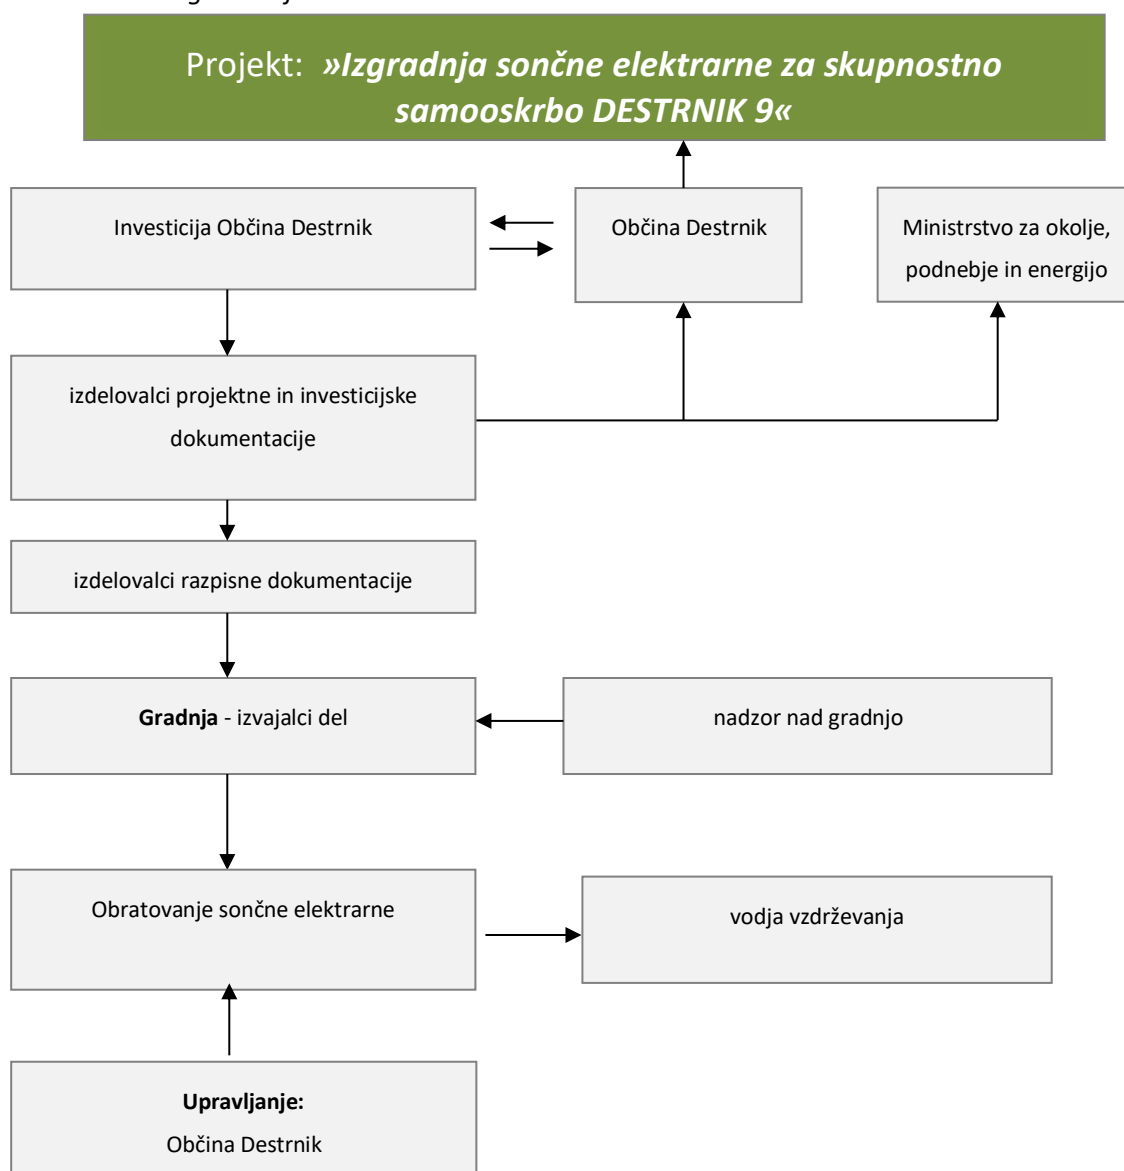 Projekt: »Izgradnja sončne elektrarne za skupnostno
samooskrbo DESTRNIK 9«
Investicija Občina Destrnik
Občina Destrnik
Ministrstvo za okolje,
podnebje in energijo
izdelovalci projektne in investicijske
dokumentacije
izdelovalci razpisne dokumentacije
Gradnja - izvajalci del
nadzor nad gradnjo
Obratovanje sončne elektrarne
vodja vzdrževanja
Upravljanje:
Občina Destrnik